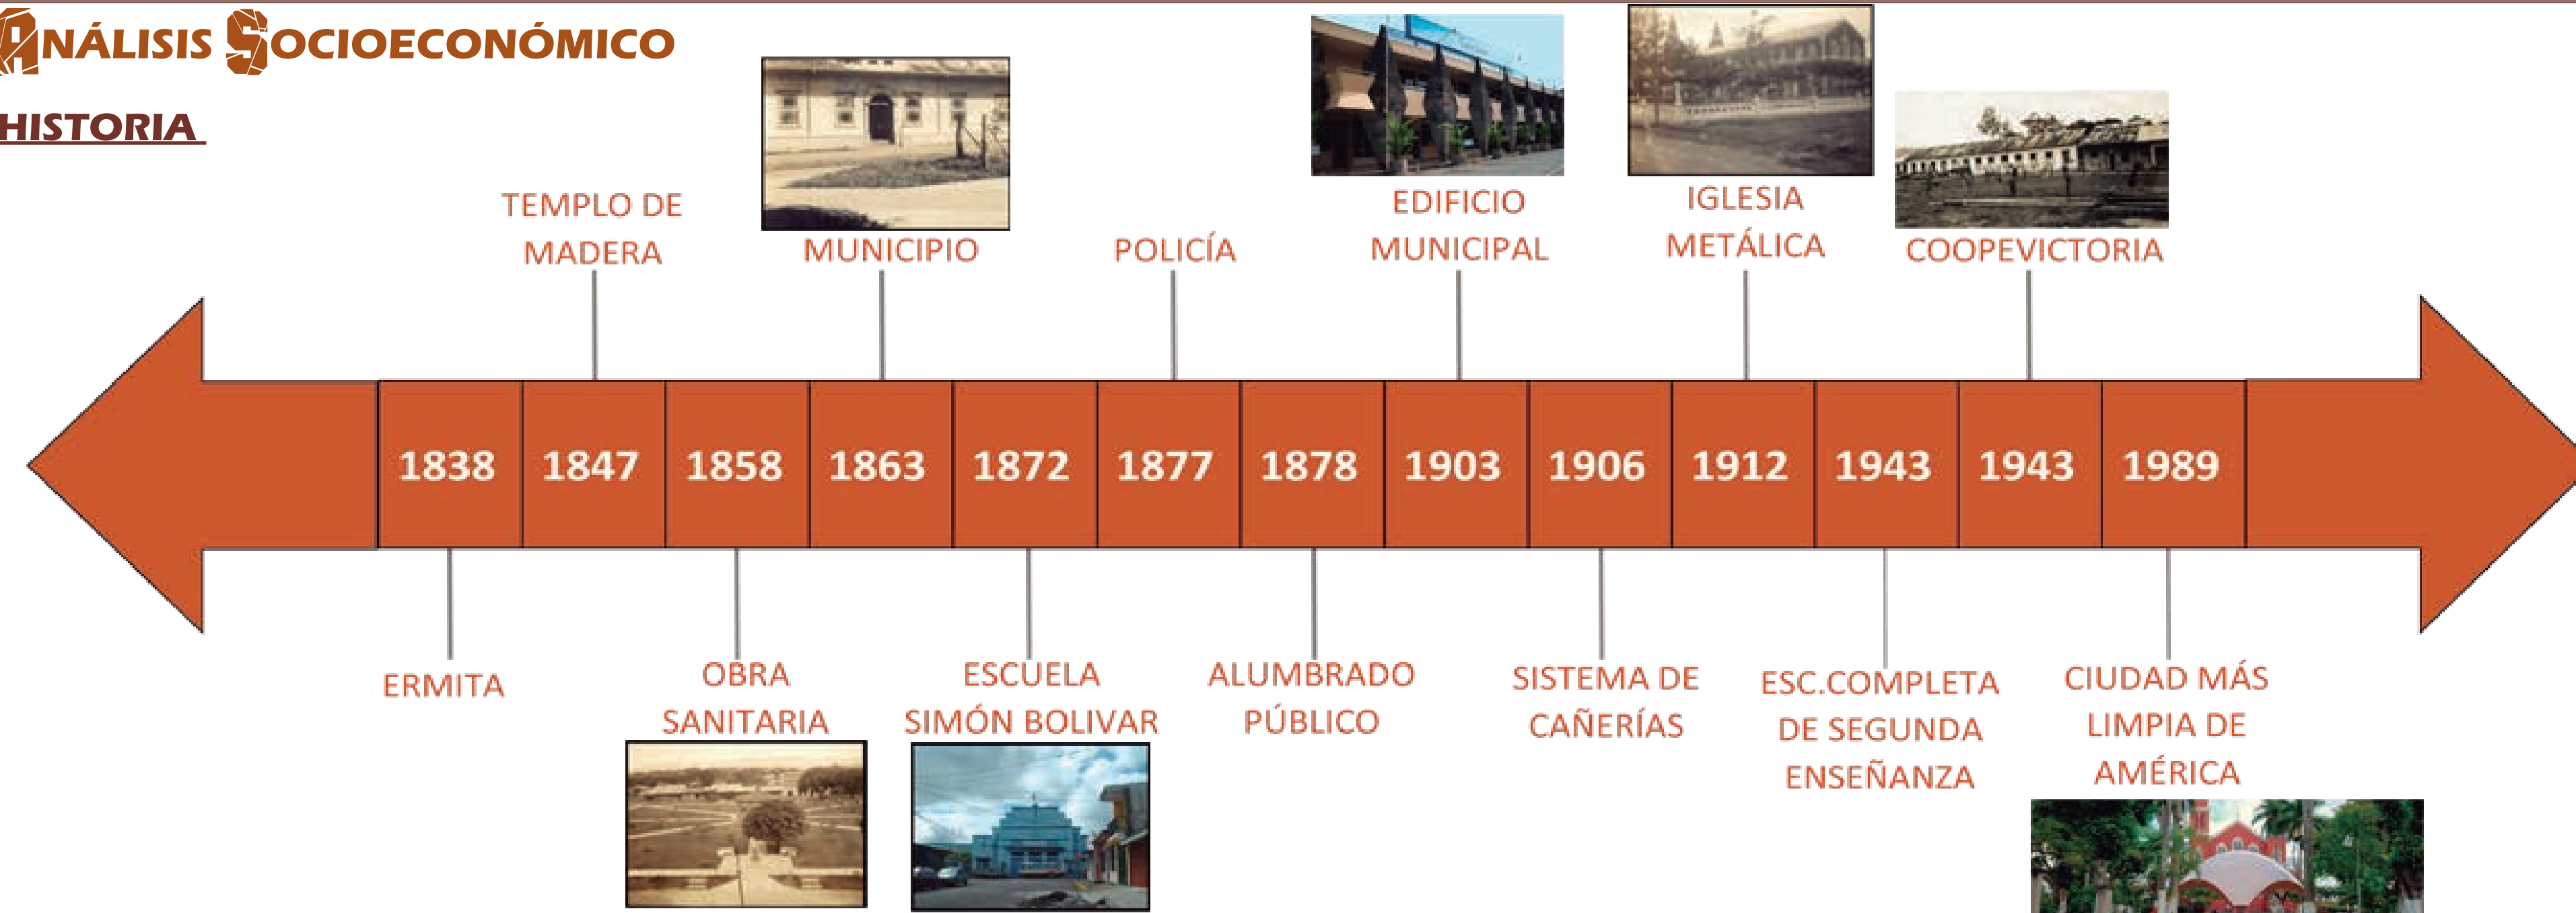 ANÁLISIS SOCIOECONÓMICO
HISTORIA
TEMPLO DE
MADERA
MUNICIPIO
POLICÍA
EDIFICIO
MUNICIPAL
IGLESIA
METÁLICA
COOPEVICTORIA
1838 1847 1858 1863 1872 1877 1878 1903 1906 1912 1943 1943 1989
ERMITA
OBRA
SANITARIA
ESCUELA
SIMÓN BOLIVAR
ALUMBRADO
PÚBLICO
SISTEMA DE
CAÑERÍAS
ESC.COMPLETA
DE SEGUNDA
ENSEÑANZA
CIUDAD MÁS
LIMPIA DE
AMÉRICA